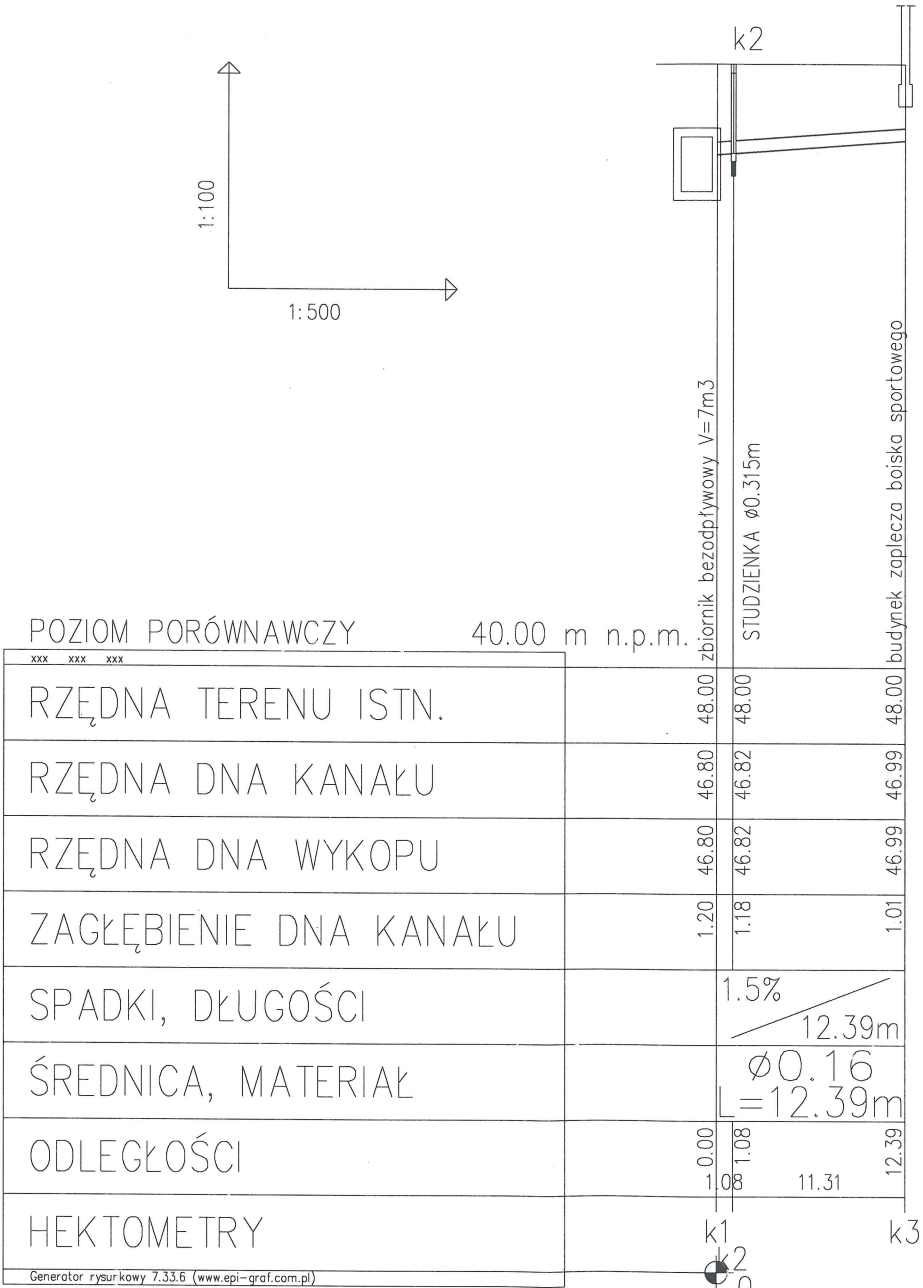 k2
1:100
1:500
zbiornik bezodpływowy V=7m3
STUDZIENKA ø0.315m
budynek zaplecza boiska sportowego
POZIOM PORÓWNAWCZY 40.00 m n.p.m.
xxx xxx xxx
RZĘDNA TERENU ISTN. 48.00 48.00 48.00
RZĘDNA DNA KANAŁU 46.80 46.82 46.99
RZĘDNA DNA WYKOPU 46.80 46.82 46.99
ZAGŁĘBIENIE DNA KANAŁU 1.20 1.18 1.01
SPADKI, DŁUGOŚCI 1.5% 12.39m
ŚREDNICA, MATERIAŁ ø0.16
L=12.39m
ODLEGŁOŚCI 0.00 1.08 12.39
1.08 11.31
HEKTOMETRY k1 k3
k2
0
Generator rysunkowy 7.33.6 (www.epi-graf.com.pl)